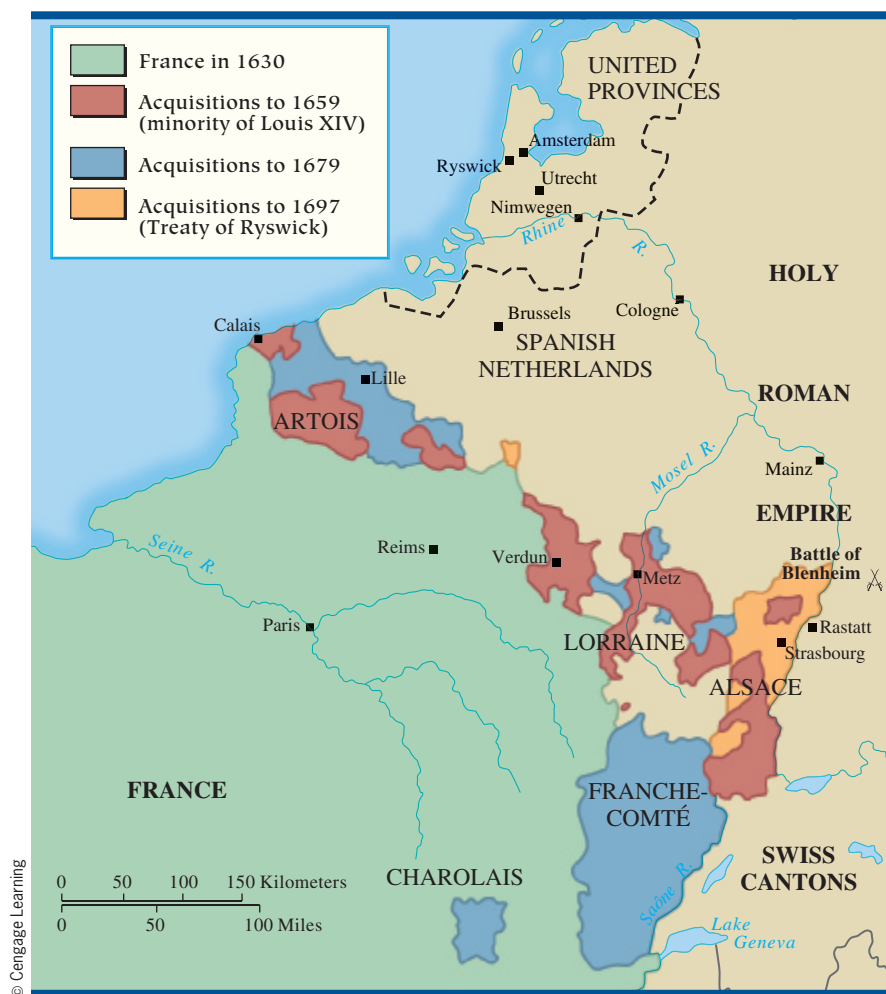 France in 1630
Acquisitions to 1659
(minority of Louis XIV)
Acquisitions to 1679
Acquisitions to 1697
(Treaty of Ryswick)
UNITED
PROVINCES
Amsterdam
Ryswick
Utrecht
Nimwegen
Rhine
R.
HOLY
Cologne
Brussels
Calais
SPANISH
NETHERLANDS
Lille
ROMAN
ARTOIS
Mosel R.
Mainz
EMPIRE
Seine R.
Reims
Verdun
Metz
Battle of
Blenheim
Paris
LORRAINE
Rastatt
Strasbourg
ALSACE
FRANCE
FRANCHE-
COMTÉ
CHAROLAIS
SWISS
CANTONS
Saône R.
Lake
Geneva
0 50 100 150 Kilometers
0 50 100 Miles
© Cengage Learning